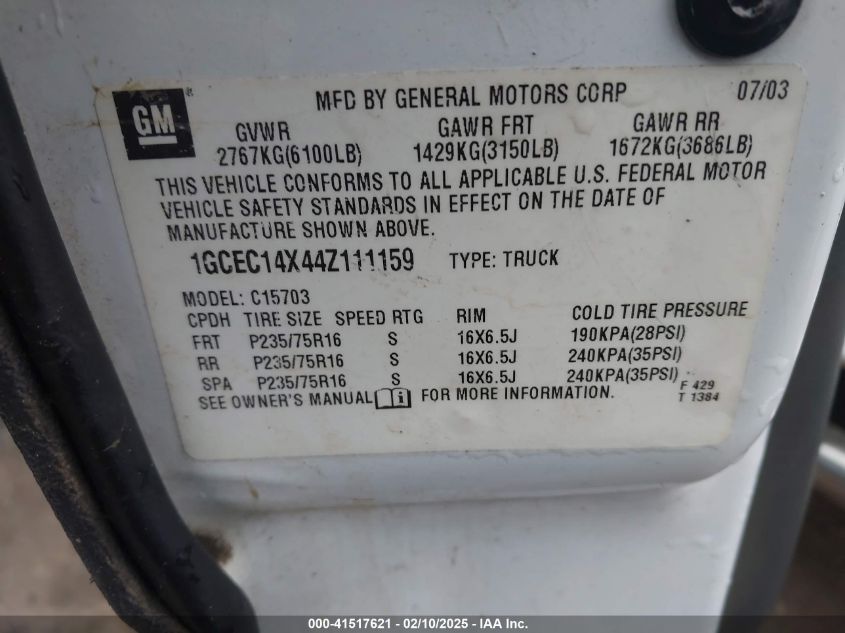 GM ®
MFD BY GENERAL MOTORS CORP 07/03
GVWR GAWR FRT GAWR RR
2767KG(6100LB) 1429KG(3150LB) 1672KG(3686LB)
THIS VEHICLE CONFORMS TO ALL APPLICABLE U.S. FEDERAL MOTOR
VEHICLE SAFETY STANDARDS IN EFFECT ON THE DATE OF
MANUFACTURE SHOWN ABOVE.
1GCEC14X44Z111159 TYPE: TRUCK
MODEL: C15703
CPDH TIRE SIZE SPEED RTG RIM COLD TIRE PRESSURE
FRT P235/75R16 S 16X6.5J 190KPA(28PSI)
RR P235/75R16 S 16X6.5J 240KPA(35PSI)
SPA P235/75R16 S 16X6.5J 240KPA(35PSI)
SEE OWNER'S MANUAL FOR MORE INFORMATION.
F 429
T 1384
000-41517621 - 02/10/2025 - IAA Inc.